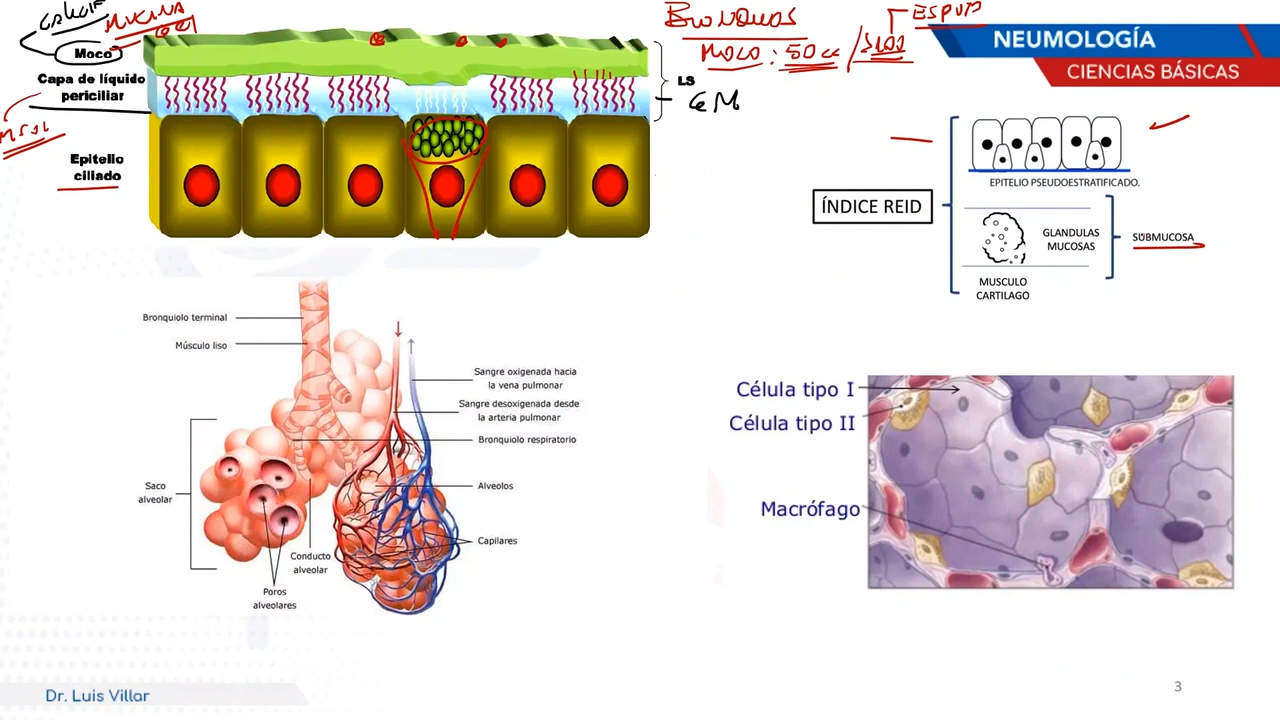 MUCINA
GEL
BRONQUIOS
ESPUTO
MOCO : 50 cc /
NEUMOLOGÍA
CIENCIAS BÁSICAS
Moco
Capa de líquido
periciliar
LS
Epitelio
ciliado
EPITELIO PSEUDOESTRATIFICADO.
ÍNDICE REID
GLANDULAS
MUCOSAS
SUBMUCOSA
MUSCULO
CARTILAGO
Bronquiolo terminal
Músculo liso
Sangre oxigenada hacia
la vena pulmonar
Sangre desoxigenada desde
la arteria pulmonar
Bronquiolo respiratorio
Saco
alveolar
Alveolos
Capilares
Conducto
alveolar
Poros
alveolares
Célula tipo I
Célula tipo II
Macrófago
Dr. Luis Villar
3